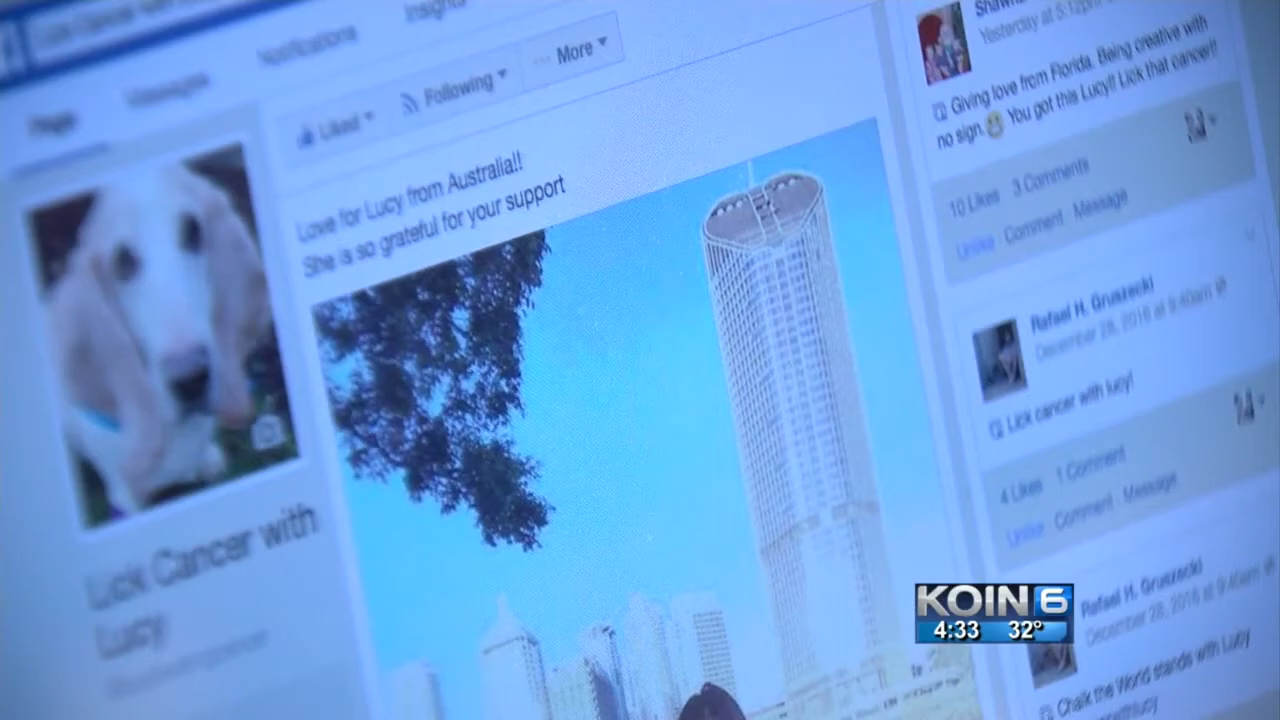 Insights
Notifications
Page
Liked
Following
More
Love for Lucy from Australia!!
She is so grateful for your support
Lick Cancer with
Lucy
Yesterday at 5:12pm
Giving love from Florida. Being creative with
no sign. You got this Lucy!! Lick that cancer!!
10 Likes 3 Comments
Unlike Comment Message
Rafael H. Gruszecki
December 28, 2016 at 9:40am
Lick cancer with lucy!
4 Likes 1 Comment
Unlike Comment Message
Rafael H. Gruszecki
December 28, 2016 at 9:40am
Chalk the World stands with Lucy
KOIN 6
4:33 32°